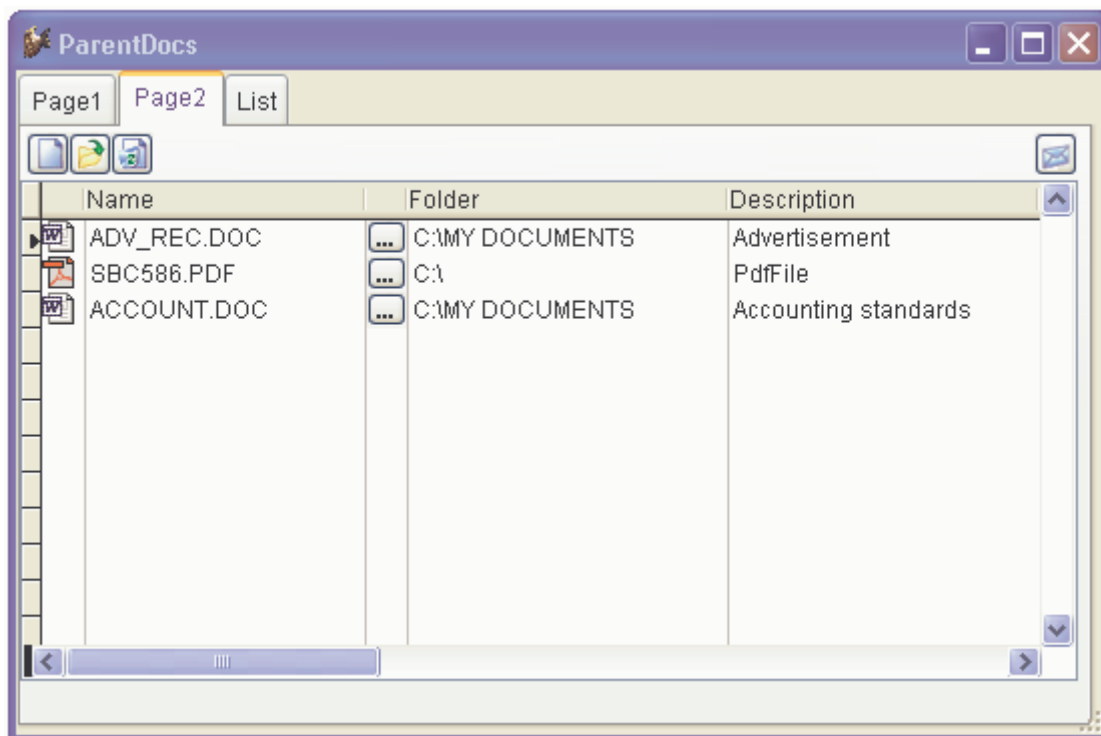 ParentDocs
Page1 Page2 List
Name Folder Description
ADV_REC.DOC ... C:\MY DOCUMENTS Advertisement
SBC586.PDF ... C:\ PdfFile
ACCOUNT.DOC ... C:\MY DOCUMENTS Accounting standards